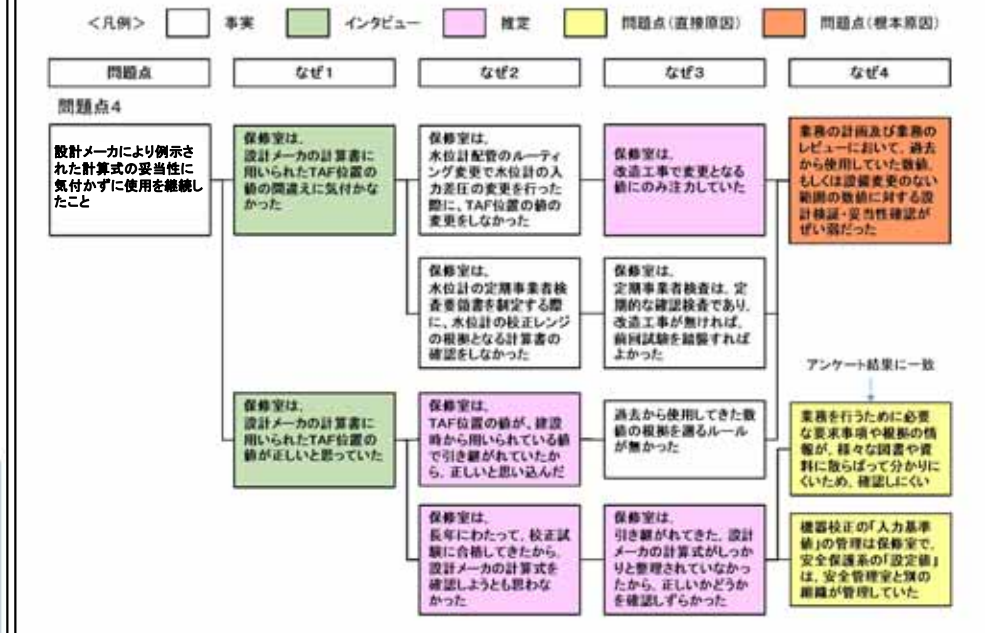 <凡例> 事実 インタビュー 推定 問題点(直接原因) 問題点(根本原因)
問題点 なぜ1 なぜ2 なぜ3 なぜ4
問題点4
設計メーカにより例示さ
れた計算式の妥当性に
気付かずに使用を継続し
たこと
保修室は、
設計メーカの計算書に
用いられたTAF位置の
値の間違えに気付かな
かった
保修室は、
水位計配管のルーティ
ング変更で水位計の入
力差圧の変更を行った
際に、TAF位置の値の
変更をしなかった
保修室は、
改造工事で変更となる
値にのみ注力していた
業務の計画及び業務の
レビューにおいて、過去
から使用していた数値、
もしくは設備変更のない
範囲の数値に対する設
計検証・妥当性確認が
ぜい弱だった
保修室は、
水位計の定期事業者検
査要領書を制定する際
に、水位計の校正レンジ
の根拠となる計算書の
確認をしなかった
保修室は、
定期事業者検査は、定
期的な確認検査であり、
改造工事が無ければ、
前回試験を踏襲すれば
よかった
アンケート結果に一致
保修室は、
設計メーカの計算書に
用いられたTAF位置の
値が正しいと思っていた
保修室は、
TAF位置の値が、建設
時から用いられている値
で引き継がれていたか
ら、正しいと思い込んだ
過去から使用してきた数
値の根拠を遡るルール
が無かった
業務を行うために必要
な要求事項や根拠の情
報が、様々な図書や資
料に散らばって分かりに
くいため、確認しにくい
保修室は、
長年にわたって、校正試
験に合格してきたから、
設計メーカの計算式を
確認しようとも思わな
かった
保修室は、
引き継がれてきた、設計
メーカの計算式がしっか
りと整理されていなかっ
たから、正しいかどうか
を確認しずらかった
機器校正の「入力基準
値」の管理は保修室で、
安全保護系の「設定値」
は、安全管理室と別の
組織が管理していた